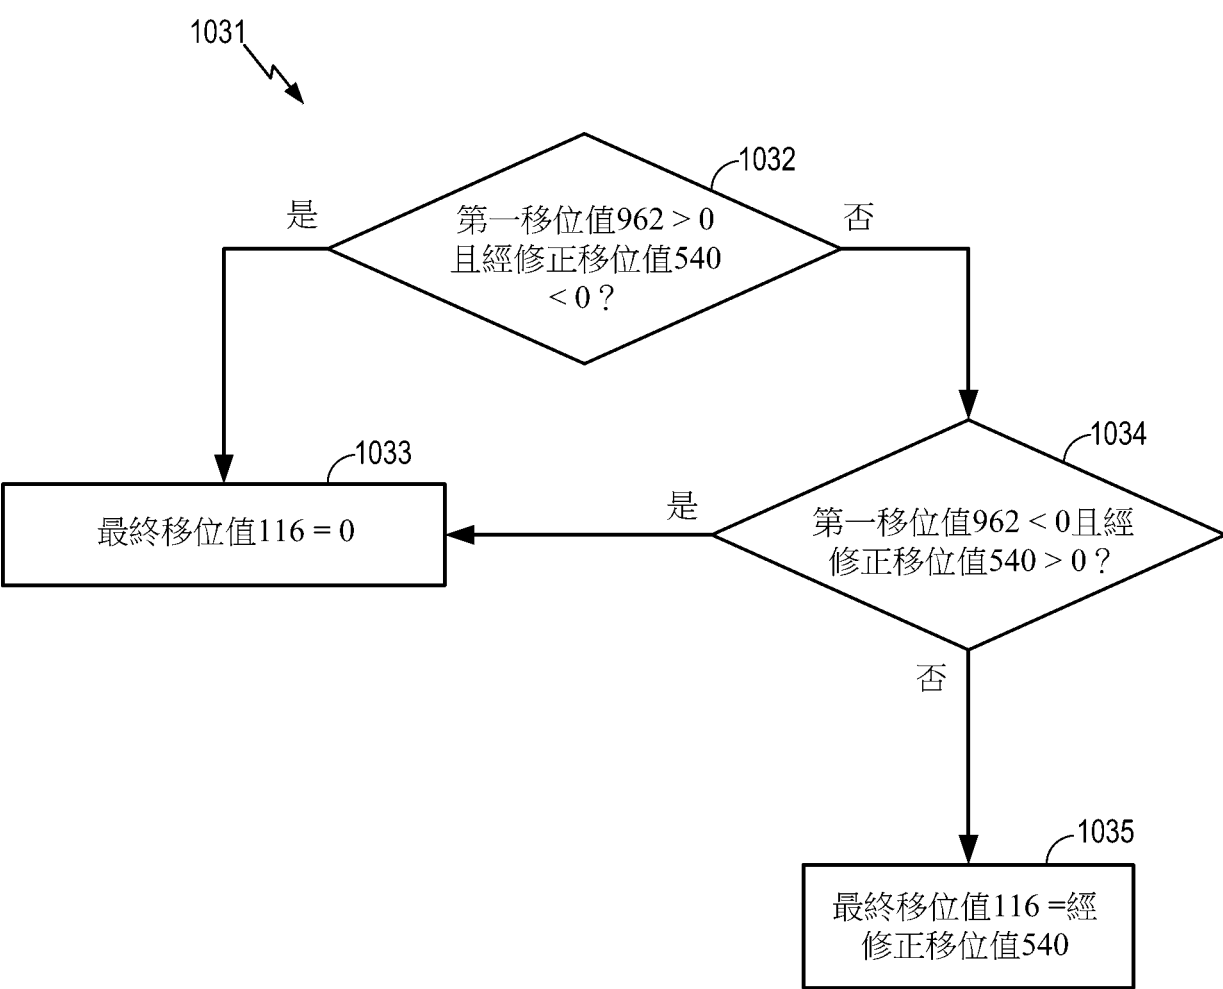 1031
1032
是
第一移位值962 > 0
否
且經修正移位值540
< 0？
1033
1034
最終移位值116 = 0
是
第一移位值962 < 0且經
修正移位值540 > 0？
否
1035
最終移位值116 =經
修正移位值540